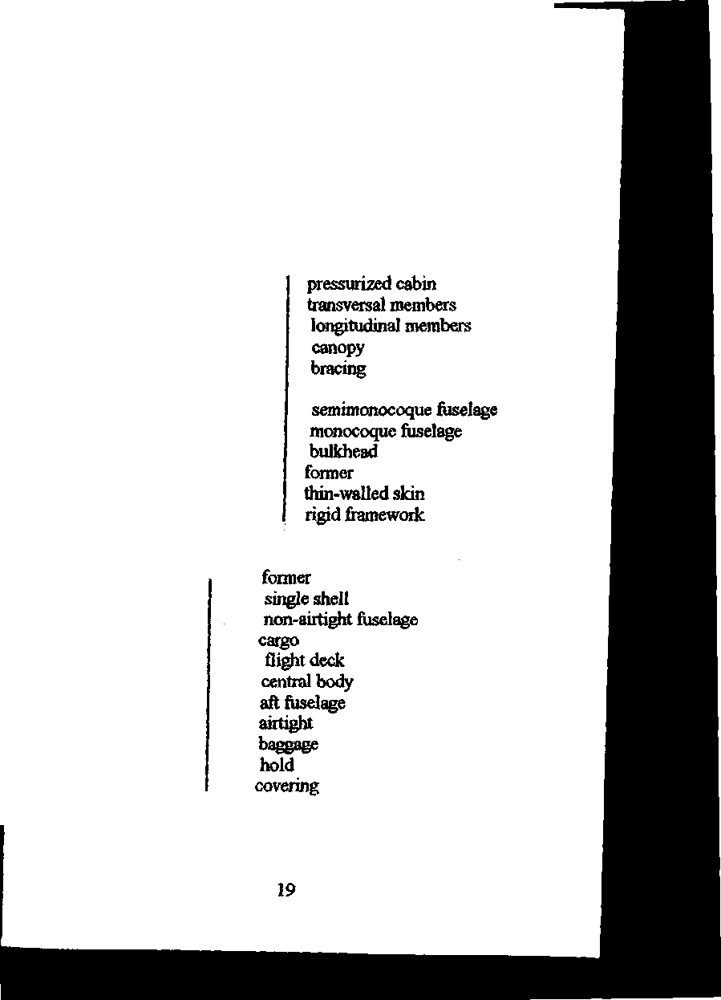 pressurized cabin
transversal members
longitudinal members
canopy
bracing
semimonocoque fuselage
monocoque fuselage
bulkhead
former
thin-walled skin
rigid framework
former
single shell
non-airtight fuselage
cargo
flight deck
central body
aft fuselage
airtight
baggage
hold
covering
19